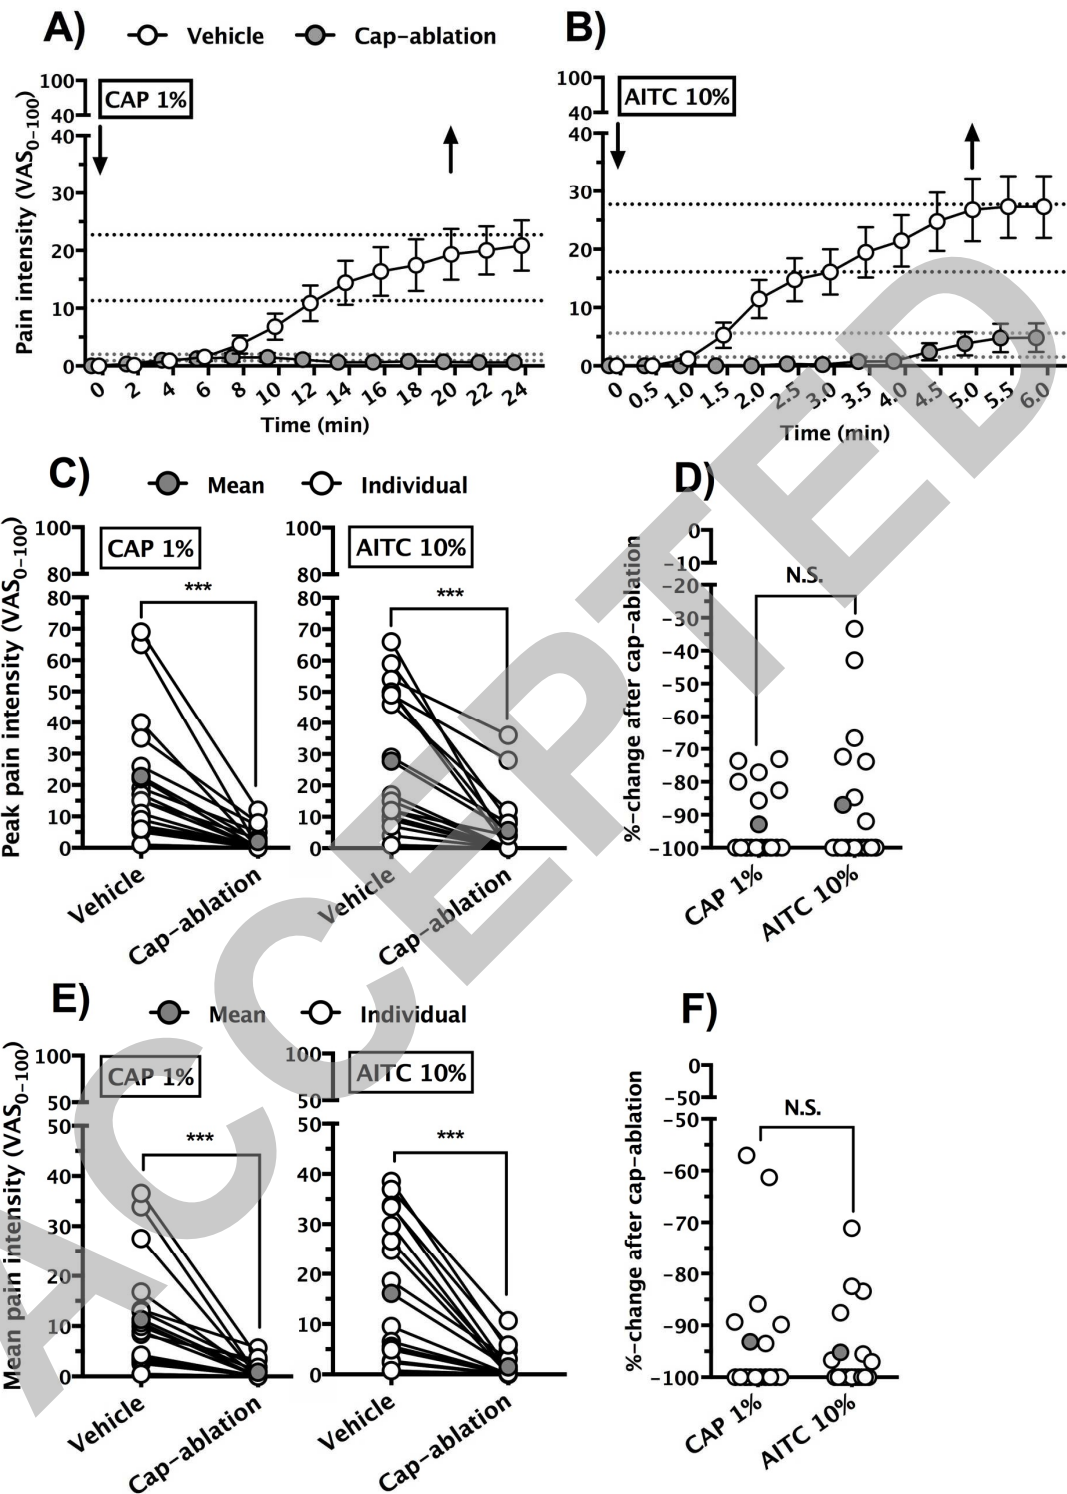 A)
Vehicle
Cap-ablation
B)
Pain intensity (VAS0-100)
100
40
40
30
20
10
0
CAP 1%
0
2
4
6
8
10
12
14
16
18
20
22
24
Time (min)
100
40
40
30
20
10
0
AITC 10%
0
0.5
1.0
1.5
2.0
2.5
3.0
3.5
4.0
4.5
5.0
5.5
6.0
Time (min)
C)
Mean
Individual
Peak pain intensity (VAS0-100)
100
80
80
70
60
50
40
30
20
10
0
CAP 1%
***
Vehicle
Cap-ablation
100
80
80
70
60
50
40
30
20
10
0
AITC 10%
***
Vehicle
Cap-ablation
D)
%-change after cap-ablation
0
-10
-20
-30
-40
-50
-60
-70
-80
-90
-100
N.S.
CAP 1%
AITC 10%
E)
Mean
Individual
Mean pain intensity (VAS0-100)
100
50
50
40
30
20
10
0
CAP 1%
***
Vehicle
Cap-ablation
100
50
50
40
30
20
10
0
AITC 10%
***
Vehicle
Cap-ablation
F)
%-change after cap-ablation
0
-50
-50
-60
-70
-80
-90
-100
N.S.
CAP 1%
AITC 10%
ACCEPTED